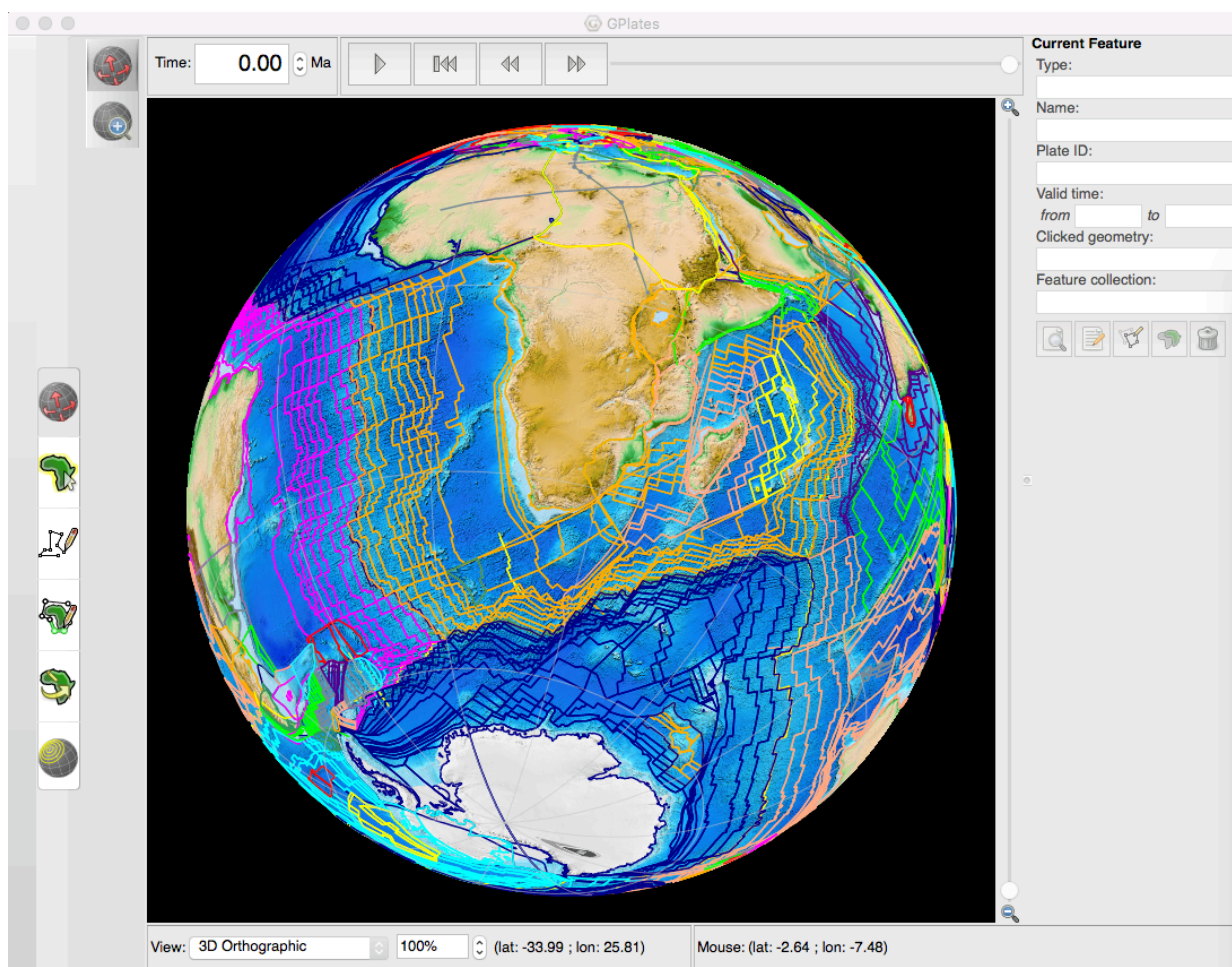 GPlates
Time: 0.00 Ma
Current Feature
Type:
Name:
Plate ID:
Valid time:
from to
Clicked geometry:
Feature collection:
View: 3D Orthographic 100% (lat: -33.99 ; lon: 25.81) Mouse: (lat: -2.64 ; lon: -7.48)